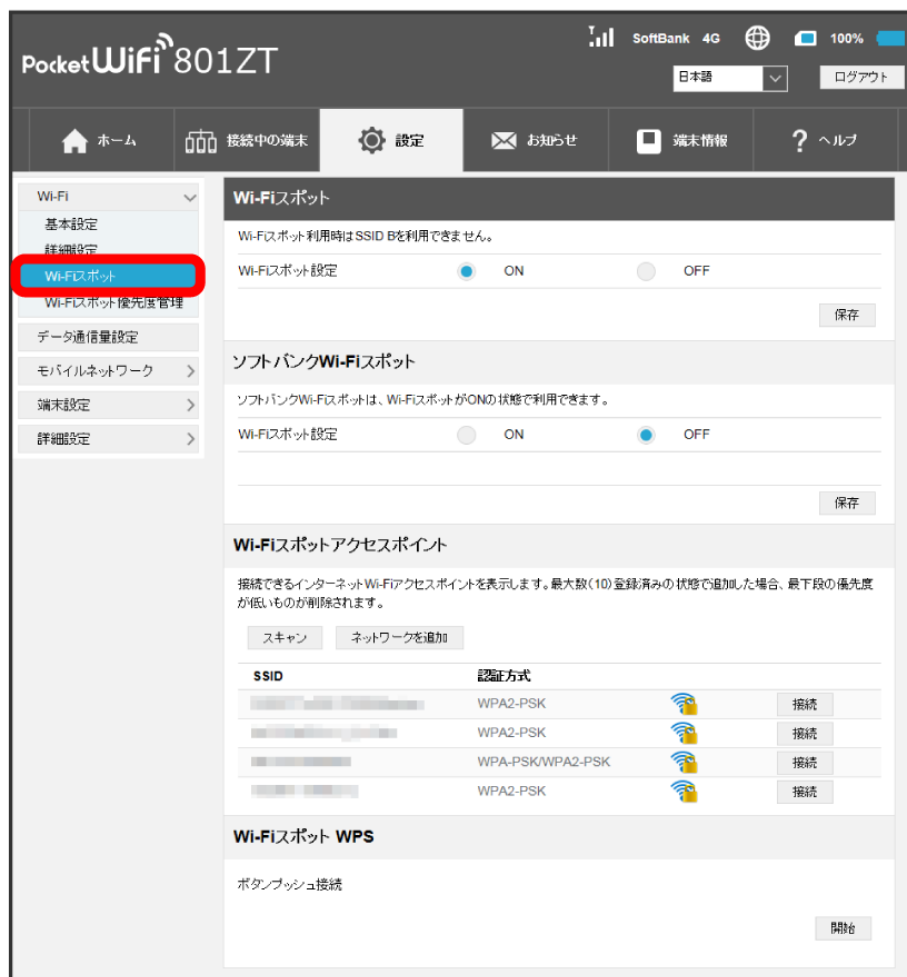 Pocket WiFi 801ZT
SoftBank 4G 100%
日本語 ログアウト
ホーム 接続中の端末 設定 お知らせ 端末情報 ? ヘルプ
Wi-Fi
基本設定
詳細設定
Wi-Fiスポット
Wi-Fiスポット優先度管理
データ通信量設定
モバイルネットワーク
端末設定
詳細設定
Wi-Fiスポット
Wi-Fiスポット利用時はSSID Bを利用できません。
Wi-Fiスポット設定 ON OFF
保存
ソフトバンクWi-Fiスポット
ソフトバンクWi-Fiスポットは、Wi-FiスポットがONの状態で利用できます。
Wi-Fiスポット設定 ON OFF
保存
Wi-Fiスポットアクセスポイント
接続できるインターネットWi-Fiアクセスポイントを表示します。最大数(10)登録済みの状態で追加した場合、最下段の優先度
が低いものが削除されます。
スキャン ネットワークを追加
SSID 認証方式
WPA2-PSK 接続
WPA2-PSK 接続
WPA-PSK/WPA2-PSK 接続
WPA2-PSK 接続
Wi-Fiスポット WPS
ボタンプッシュ接続
開始